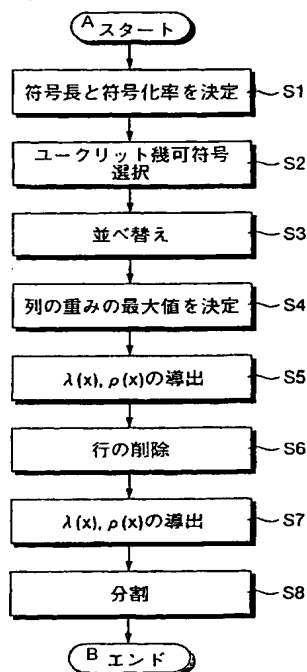 A スタート
符号長と符号化率を決定 S1
ユークリット幾可符号
選択 S2
並べ替え S3
列の重みの最大値を決定 S4
λ(x), ρ(x)の導出 S5
行の削除 S6
λ(x), ρ(x)の導出 S7
分割 S8
B エンド